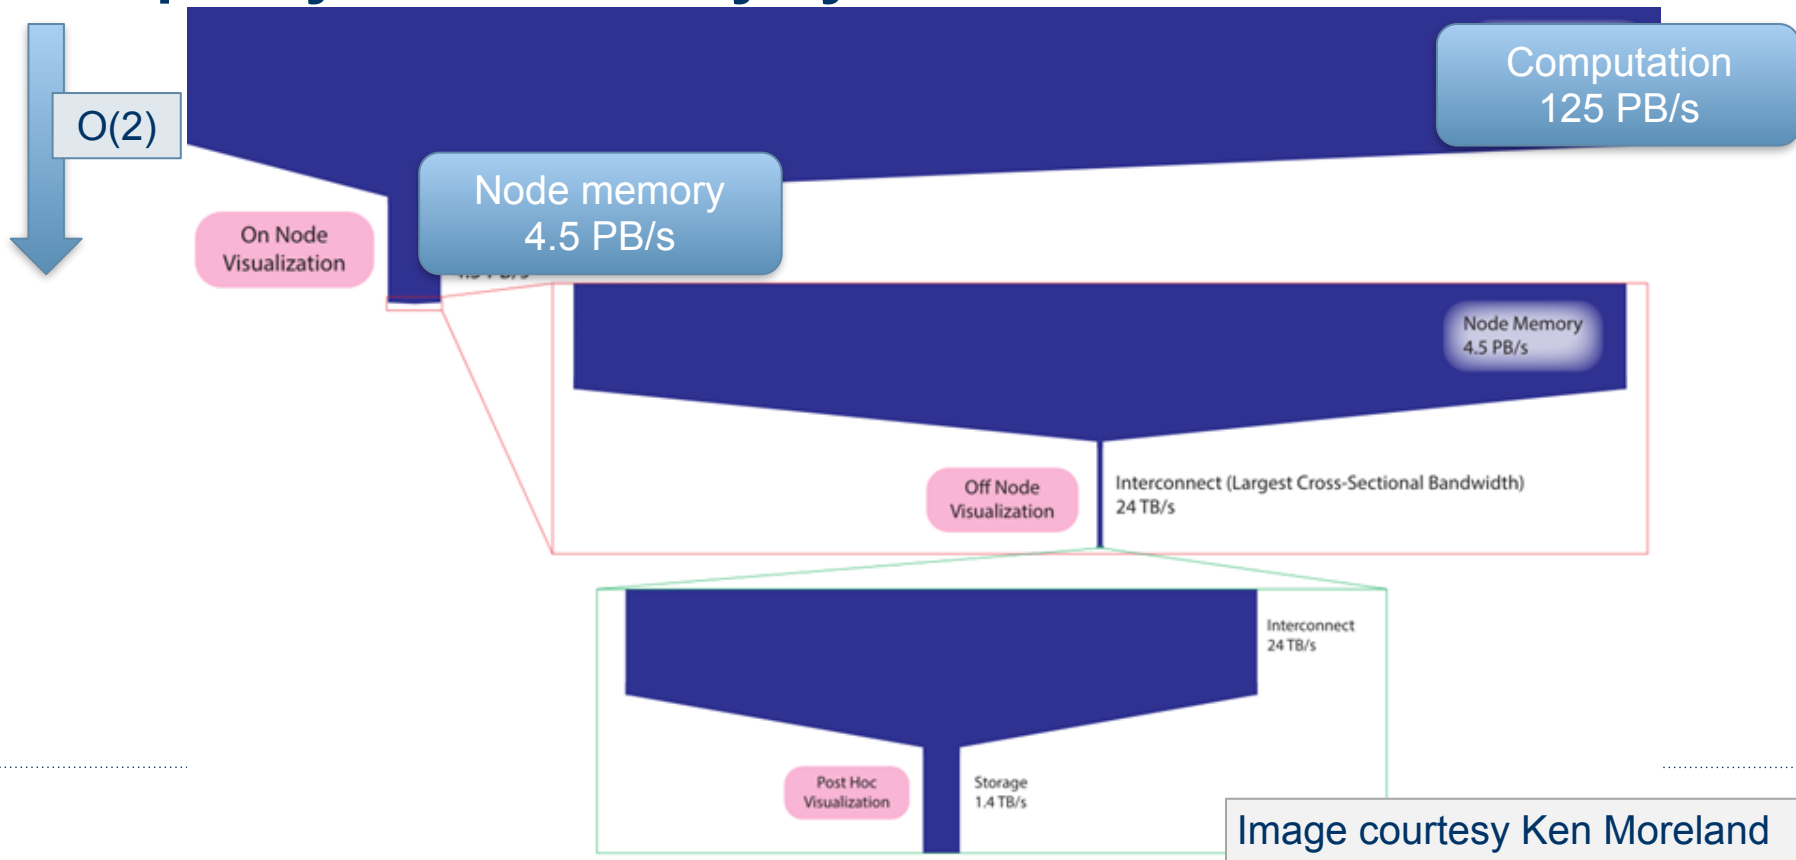 Computation
125 PB/s
O(2)
Node memory
4.5 PB/s
On Node
Visualization
Node Memory
4.5 PB/s
Off Node
Visualization
Interconnect (Largest Cross-Sectional Bandwidth)
24 TB/s
Interconnect
24 TB/s
Post Hoc
Visualization
Storage
1.4 TB/s
Image courtesy Ken Moreland